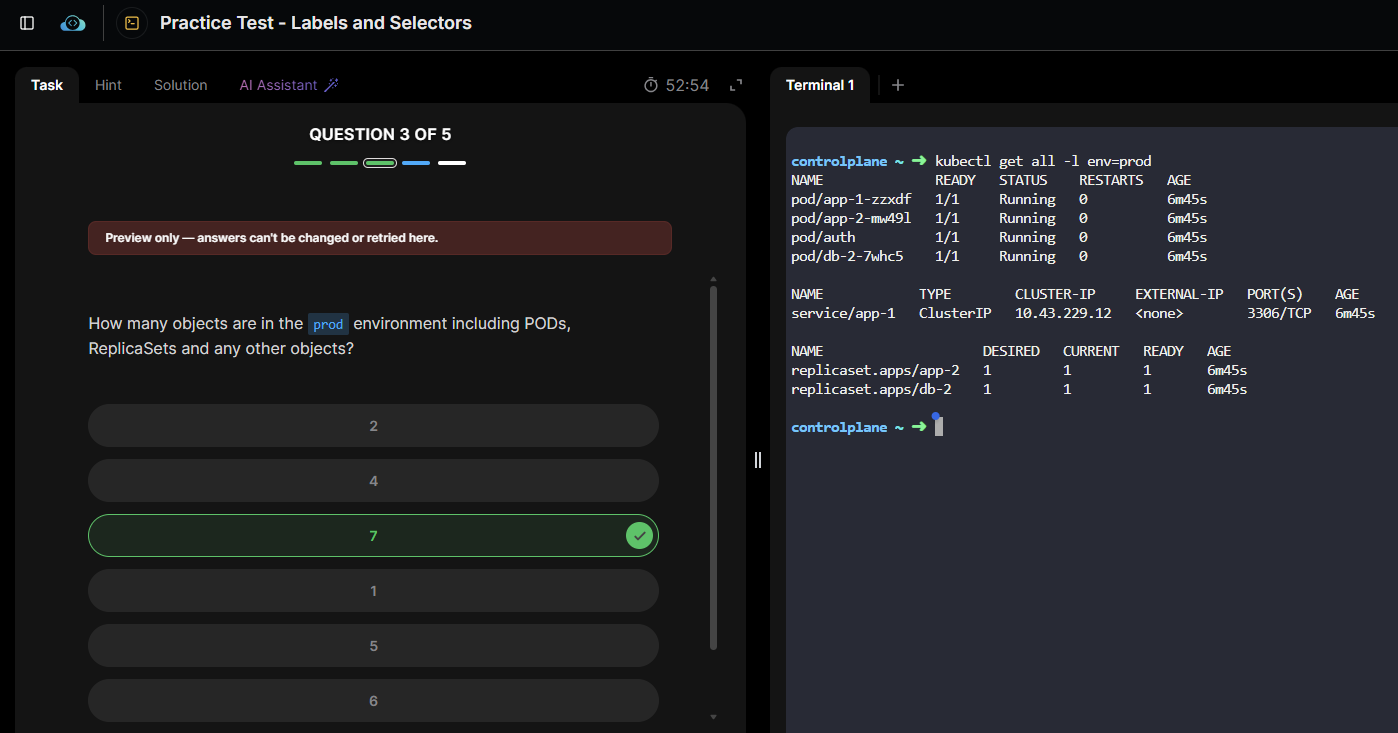 Practice Test - Labels and Selectors
Task Hint Solution AI Assistant 52:54
QUESTION 3 OF 5
Preview only — answers can't be changed or retried here.
How many objects are in the prod environment including PODs,
ReplicaSets and any other objects?
2
4
7
1
5
6
Terminal 1 +
controlplane ~ ➜ kubectl get all -l env=prod
NAME READY STATUS RESTARTS AGE
pod/app-1-zzxdf 1/1 Running 0 6m45s
pod/app-2-mw49l 1/1 Running 0 6m45s
pod/auth 1/1 Running 0 6m45s
pod/db-2-7whc5 1/1 Running 0 6m45s
NAME TYPE CLUSTER-IP EXTERNAL-IP PORT(S) AGE
service/app-1 ClusterIP 10.43.229.12 <none> 3306/TCP 6m45s
NAME DESIRED CURRENT READY AGE
replicaset.apps/app-2 1 1 1 6m45s
replicaset.apps/db-2 1 1 1 6m45s
controlplane ~ ➜